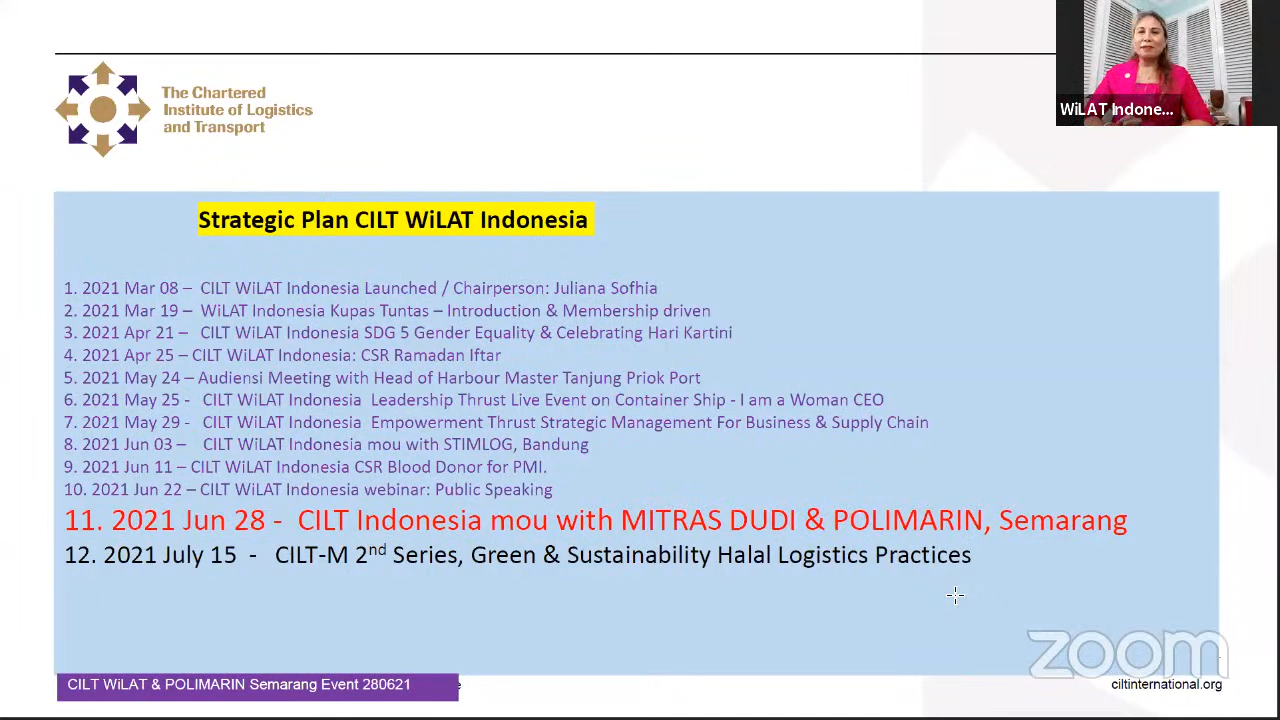 The Chartered
Institute of Logistics
and Transport
WiLAT Indone...
Strategic Plan CILT WiLAT Indonesia
1. 2021 Mar 08 – CILT WiLAT Indonesia Launched / Chairperson: Juliana Sofhia
2. 2021 Mar 19 – WiLAT Indonesia Kupas Tuntas – Introduction & Membership driven
3. 2021 Apr 21 – CILT WiLAT Indonesia SDG 5 Gender Equality & Celebrating Hari Kartini
4. 2021 Apr 25 – CILT WiLAT Indonesia: CSR Ramadan Iftar
5. 2021 May 24 – Audiensi Meeting with Head of Harbour Master Tanjung Priok Port
6. 2021 May 25 - CILT WiLAT Indonesia Leadership Thrust Live Event on Container Ship - I am a Woman CEO
7. 2021 May 29 - CILT WiLAT Indonesia Empowerment Thrust Strategic Management For Business & Supply Chain
8. 2021 Jun 03 – CILT WiLAT Indonesia mou with STIMLOG, Bandung
9. 2021 Jun 11 – CILT WiLAT Indonesia CSR Blood Donor for PMI.
10. 2021 Jun 22 – CILT WiLAT Indonesia webinar: Public Speaking
11. 2021 Jun 28 - CILT Indonesia mou with MITRAS DUDI & POLIMARIN, Semarang
12. 2021 July 15 - CILT-M 2nd Series, Green & Sustainability Halal Logistics Practices
zoom
CILT WiLAT & POLIMARIN Semarang Event 280621
ciltinternational.org